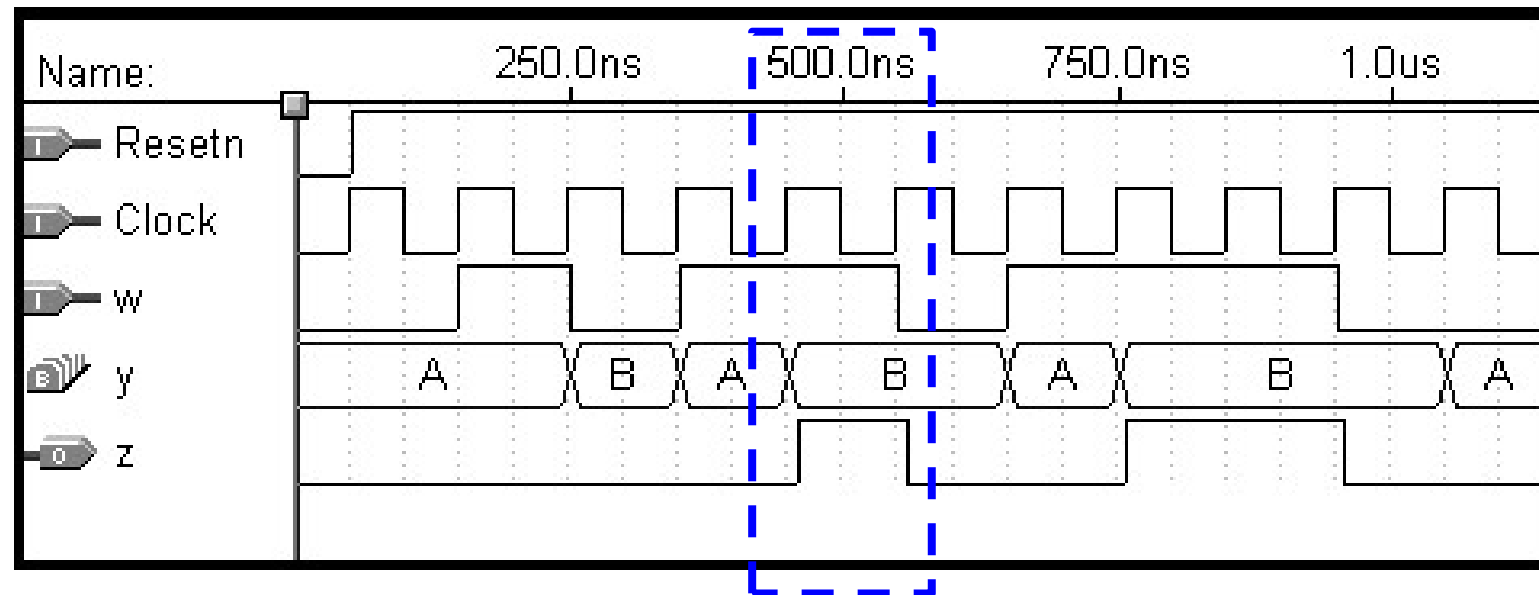 Name: 250.0ns 500.0ns 750.0ns 1.0us
I Resetn
I Clock
I w
B y A B A B A B A
O z